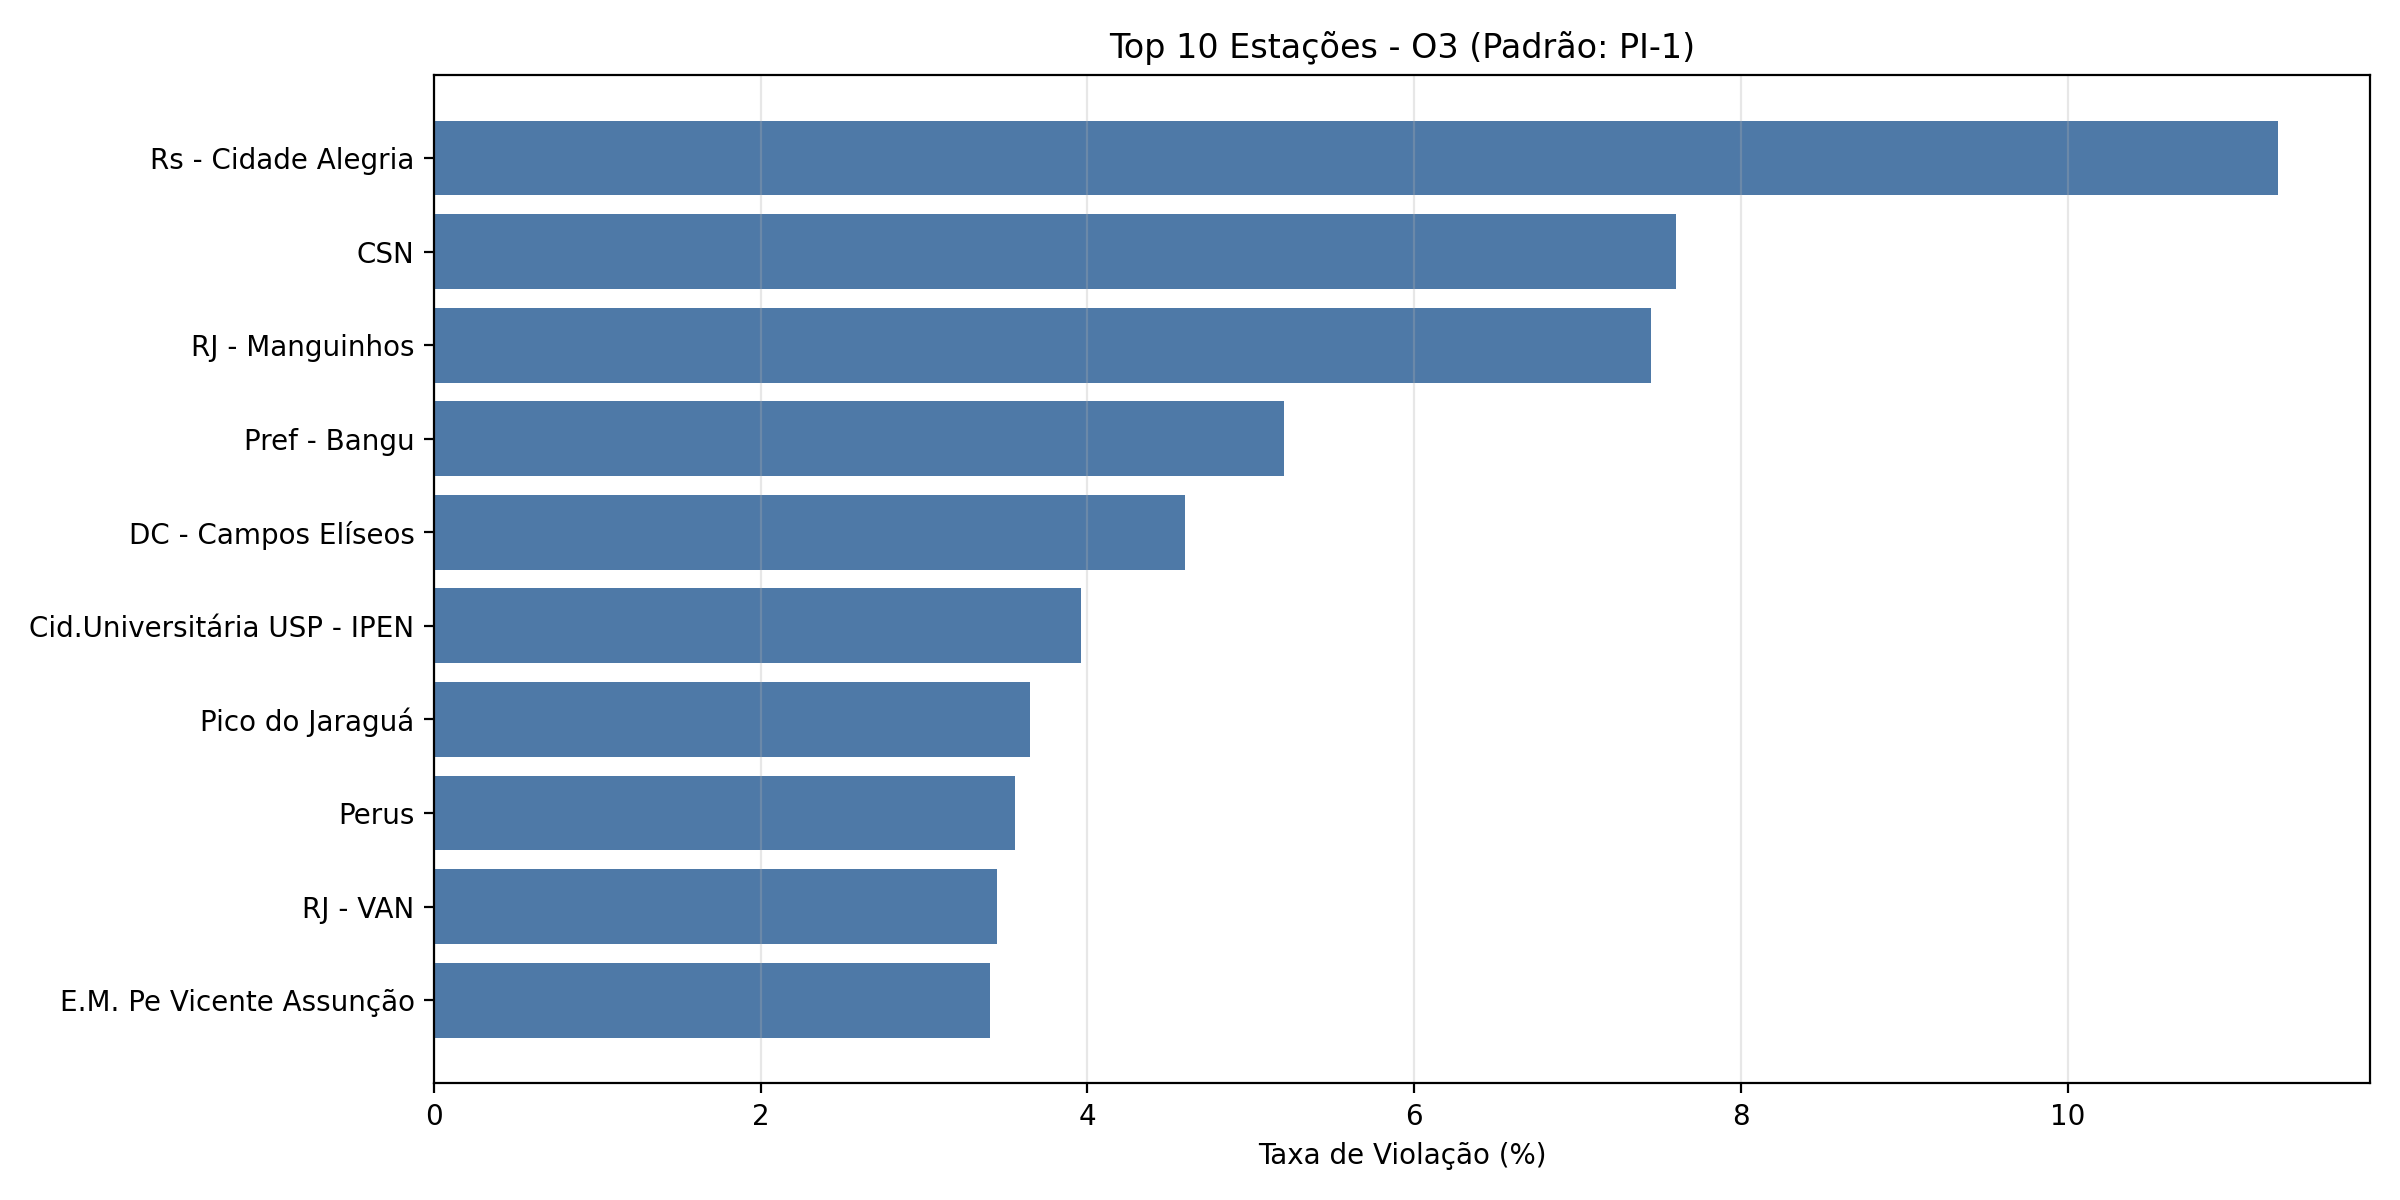 Top 10 Estações - O3 (Padrão: PI-1)
Rs - Cidade Alegria
CSN
RJ - Manguinhos
Pref - Bangu
DC - Campos Elíseos
Cid.Universitária USP - IPEN
Pico do Jaraguá
Perus
RJ - VAN
E.M. Pe Vicente Assunção
0 2 4 6 8 10
Taxa de Violação (%)